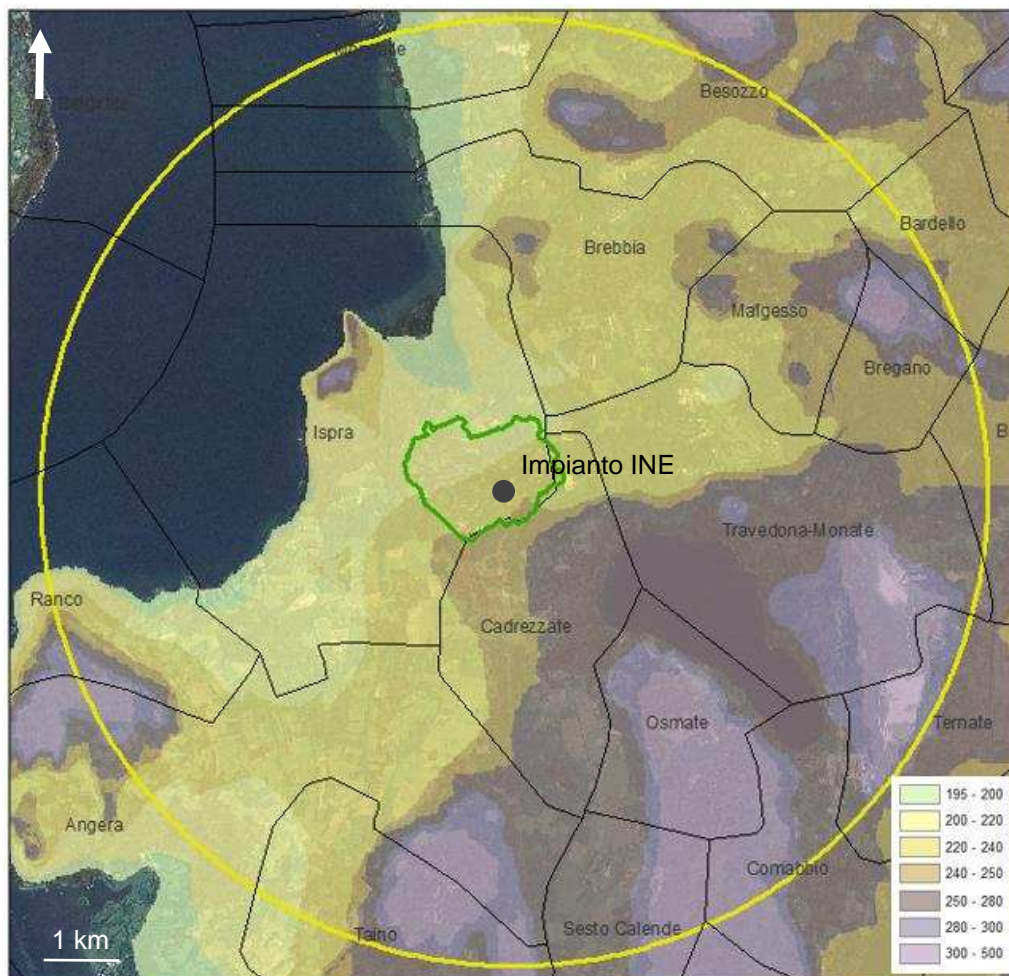 Besozzo
Bardello
Brebbia
Malgesso
Bregano
Ispra
B
Impianto INE
Travedona-Monate
Ranco
Cadrezzate
Osmate
Ternate
Angera
Comabbio
Taino
Sesto Calende
1 km
195 - 200
200 - 220
220 - 240
240 - 250
250 - 280
280 - 300
300 - 500